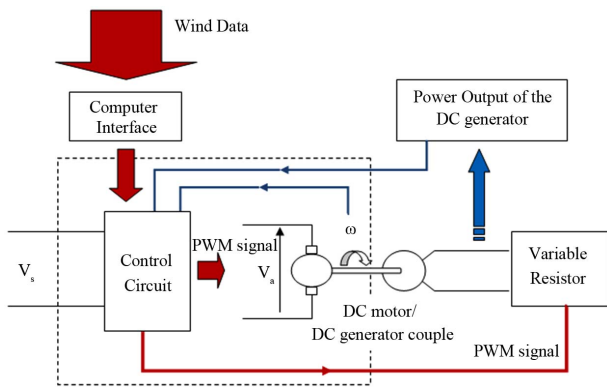 Wind Data
Computer
Interface
Power Output of the
DC generator
ω
PWM signal
Vs
Control
Circuit
Va
Variable
Resistor
DC motor/
DC generator couple
PWM signal